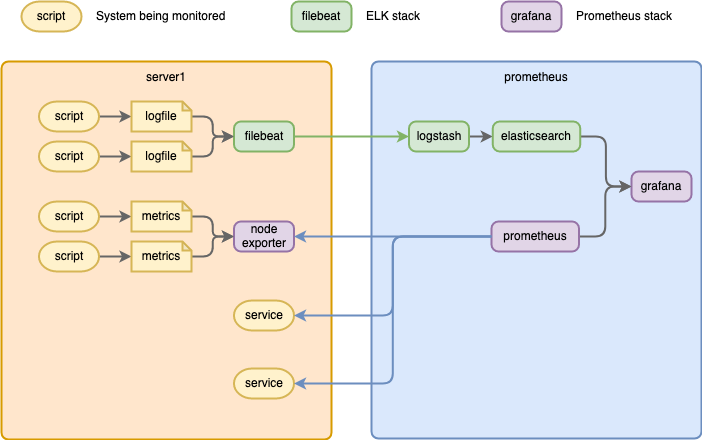 script
System being monitored
filebeat
ELK stack
grafana
Prometheus stack
server1
script
logfile
script
logfile
filebeat
script
metrics
script
metrics
node
exporter
service
service
prometheus
logstash
elasticsearch
grafana
prometheus